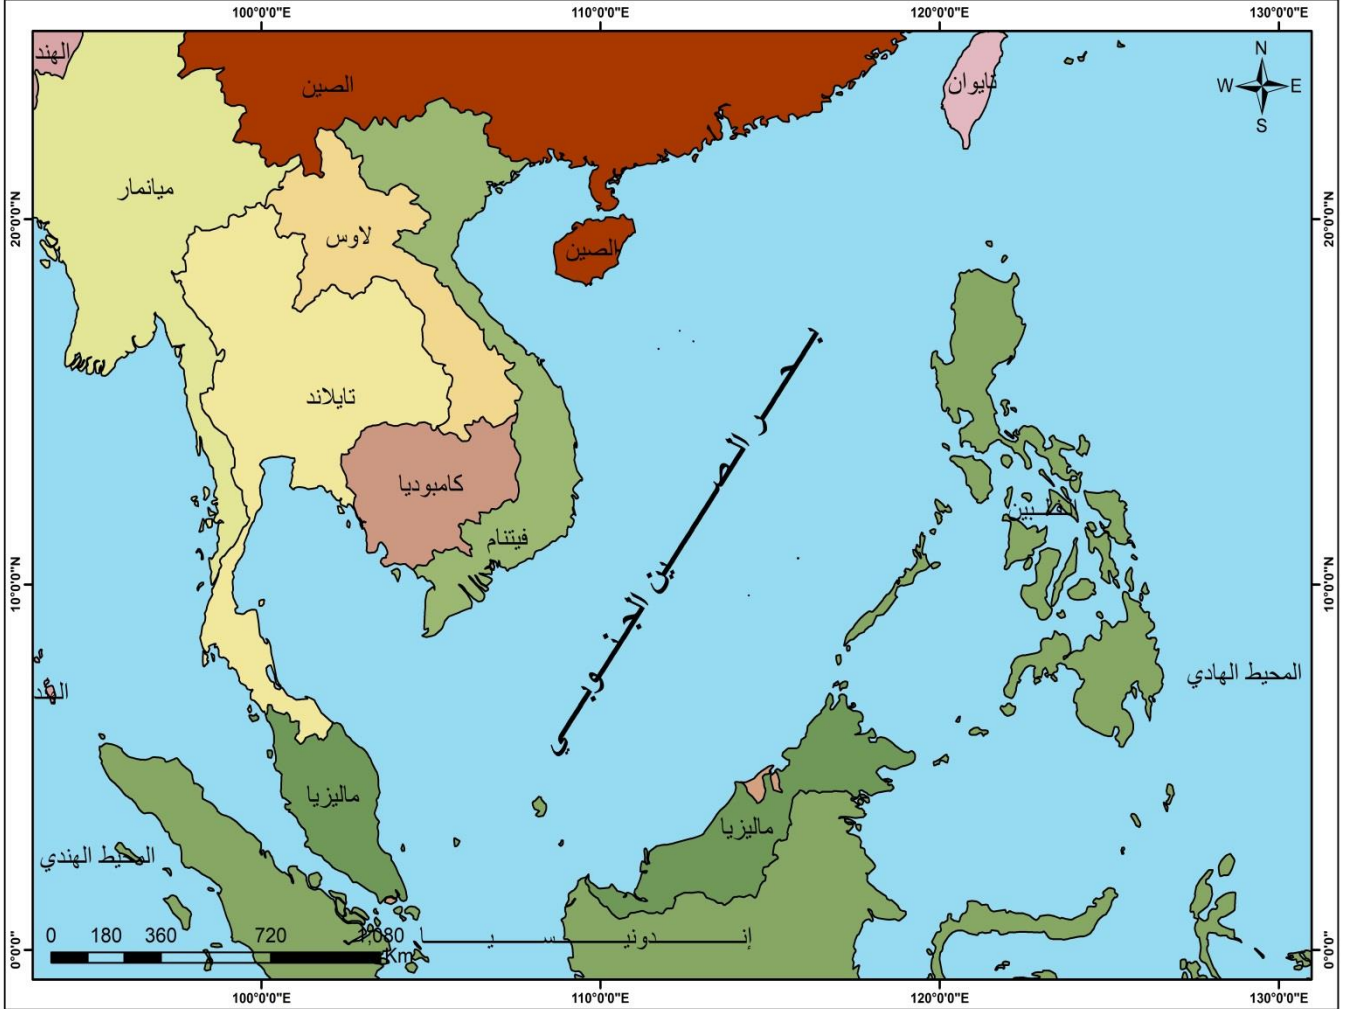 100°0'0"E 110°0'0"E 120°0'0"E 130°0'0"E
N
W E
S
الهند
الصين
تايوان
ميانمار
20°0'0"N 20°0'0"N
لاوس
الصين
تايلاند
كامبوديا
الفلبين
فيتنام
بحر الصين الجنوبي
10°0'0"N 10°0'0"N
المحيط الهادي
الهند
ماليزيا
ماليزيا
المحيط الهندي
إندونيسيا
0 180 360 720 1,080
Km
0°0'0" 0°0'0"
100°0'0"E 110°0'0"E 120°0'0"E 130°0'0"E